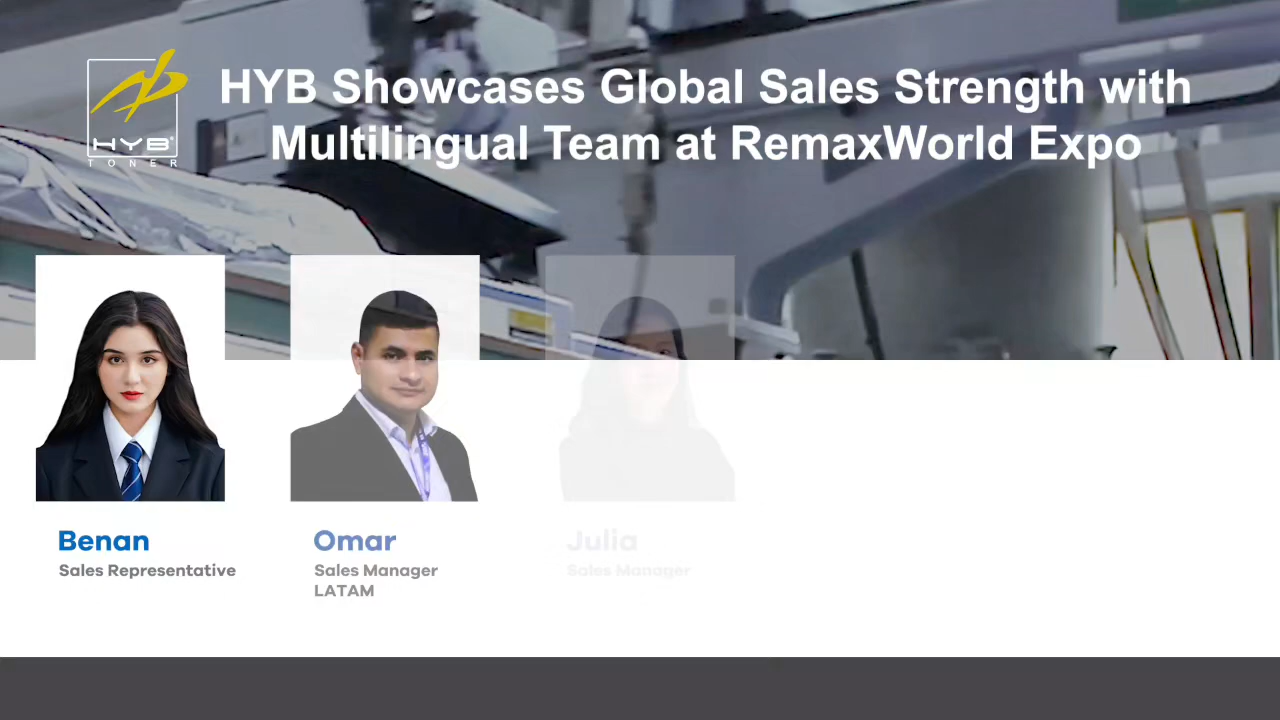 HYB Showcases Global Sales Strength with
Multilingual Team at RemaxWorld Expo
HYB®
TONER
Benan
Sales Representative
Omar
Sales Manager
LATAM
Julia
Sales Manager